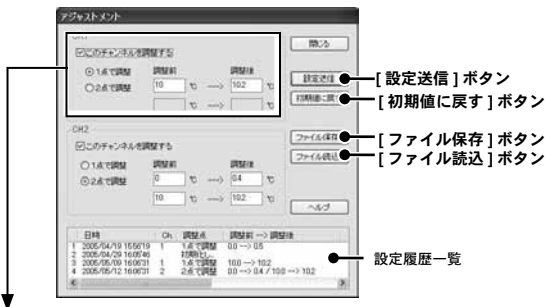 アジャストメント
CH1
このチャンネルを調整する
1点で調整 調整前 調整後
10. ℃ ---> 10.2 ℃
2点で調整
℃ ---> ℃
閉じる
設定送信
初期値に戻す
[ 設定送信 ] ボタン
[ 初期値に戻す ] ボタン
CH2
このチャンネルを調整する
1点で調整 調整前 調整後
2点で調整 0 ℃ ---> 0.4 ℃
10. ℃ ---> 10.2 ℃
ファイル保存
ファイル読込
[ ファイル保存 ] ボタン
[ ファイル読込 ] ボタン
ヘルプ
日時 Ch. 調整点 調整前 --> 調整後
1 2005/04/19 15:56'19 1 1点で調整 0.0 --> 0.5
2 2005/04/29 16:05'46 初期化し..
3 2005/05/09 16:06'31 1 1点で調整 10.0 --> 10.2
4 2005/05/12 16:06'31 2 2点で調整 0.0 --> 0.4 / 10.0 --> 10.2
設定履歴一覧